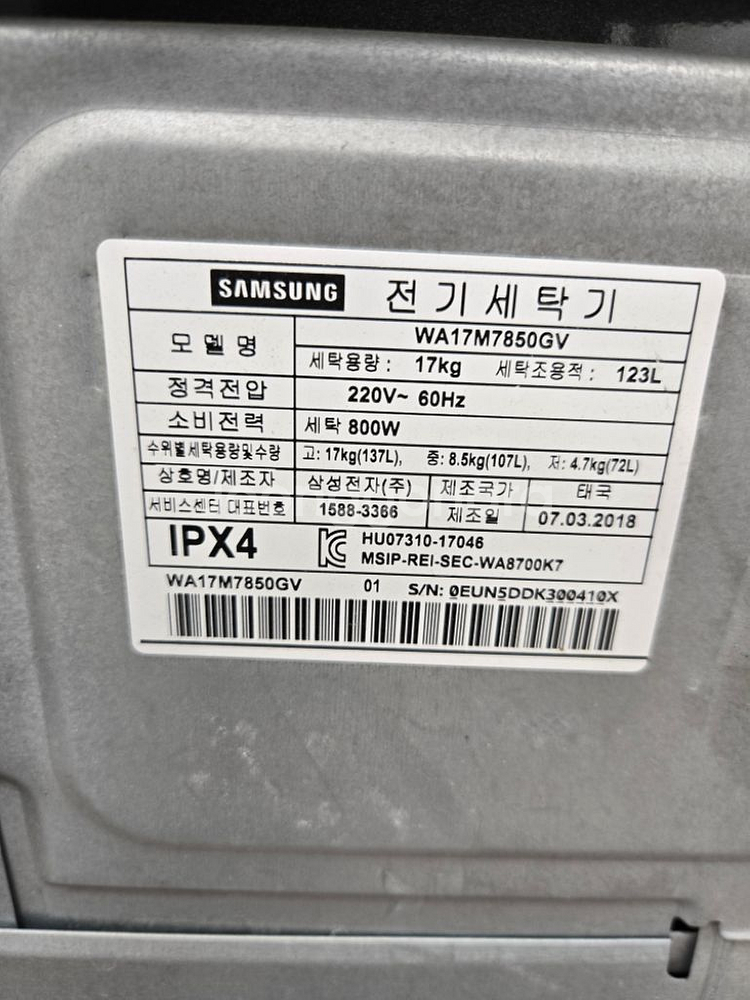 SAMSUNG 전기세탁기
모델명 WA17M7850GV
세탁용량 : 17kg 세탁조용적 : 123L
정격전압 220V~ 60Hz
소비전력 세탁 800W
수위별세탁용량및수량 고: 17kg(137L), 중: 8.5kg(107L), 저: 4.7kg(72L)
상호명/제조자 삼성전자(주) 제조국가 태국
서비스센터 대표번호 1588-3366 제조일 07.03.2018
IPX4 HU07310-17046
MSIP-REI-SEC-WA8700K7
WA17M7850GV 01 S/N: 0EUN5DDK300410X